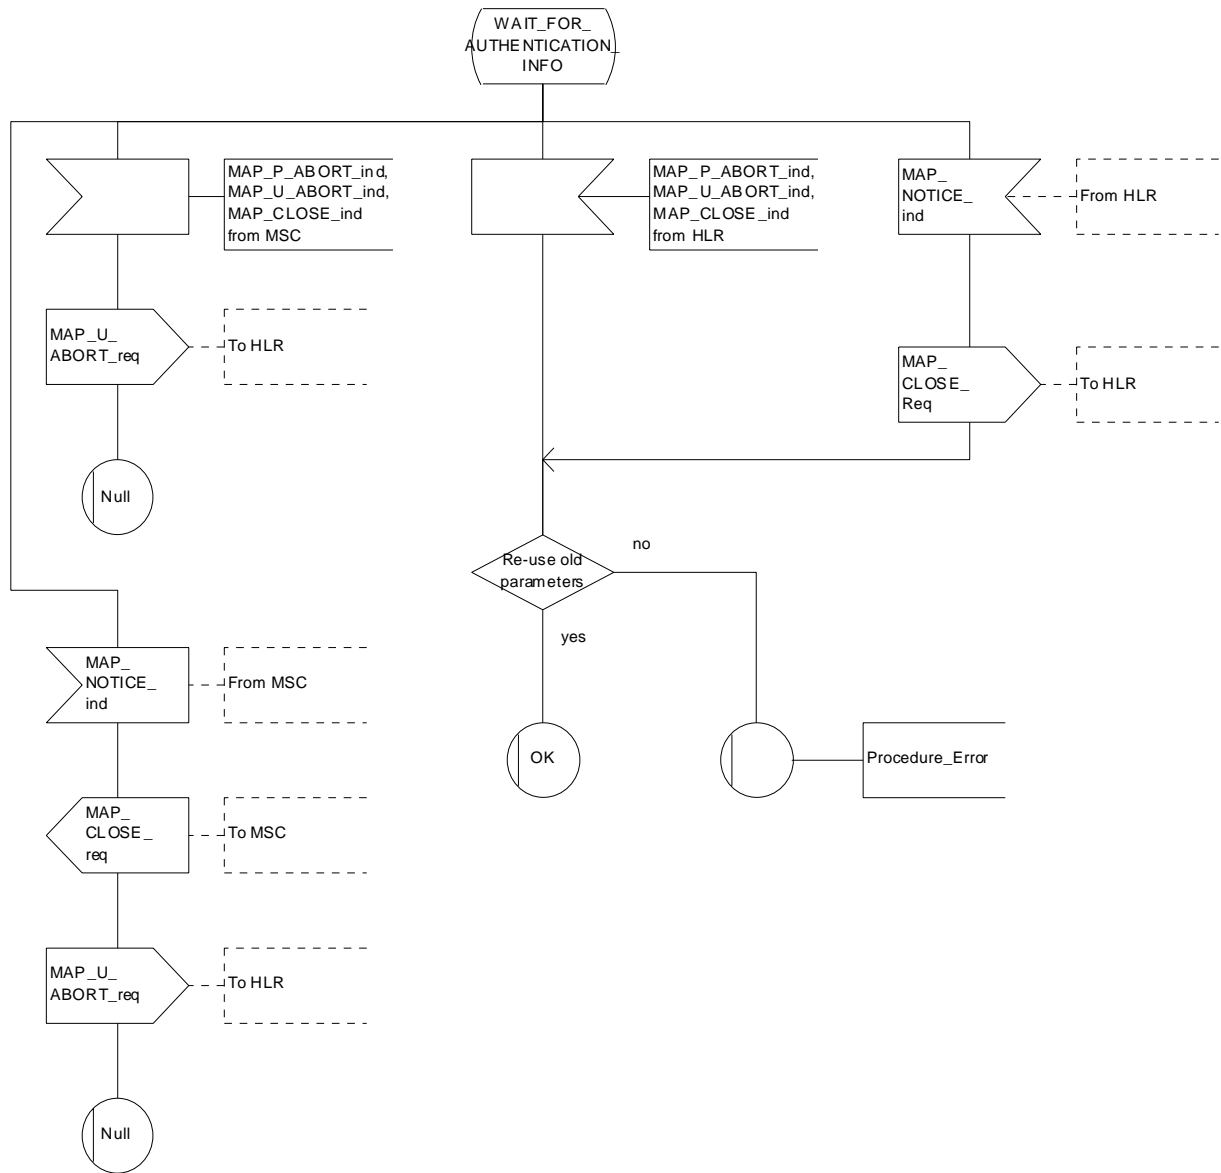 WAIT_FOR_
AUTHENTICATION_
INFO
MAP_P_ABORT_ind,
MAP_U_ABORT_ind,
MAP_CLOSE_ind
from MSC
MAP_P_ABORT_ind,
MAP_U_ABORT_ind,
MAP_CLOSE_ind
from HLR
MAP_
NOTICE_
ind
From HLR
MAP_U_
ABORT_req
To HLR
MAP_
CLOSE_
Req
To HLR
Null
Re-use old
parameters
no
yes
MAP_
NOTICE_
ind
From MSC
OK
Procedure_Error
MAP_
CLOSE_
req
To MSC
MAP_U_
ABORT_req
To HLR
Null